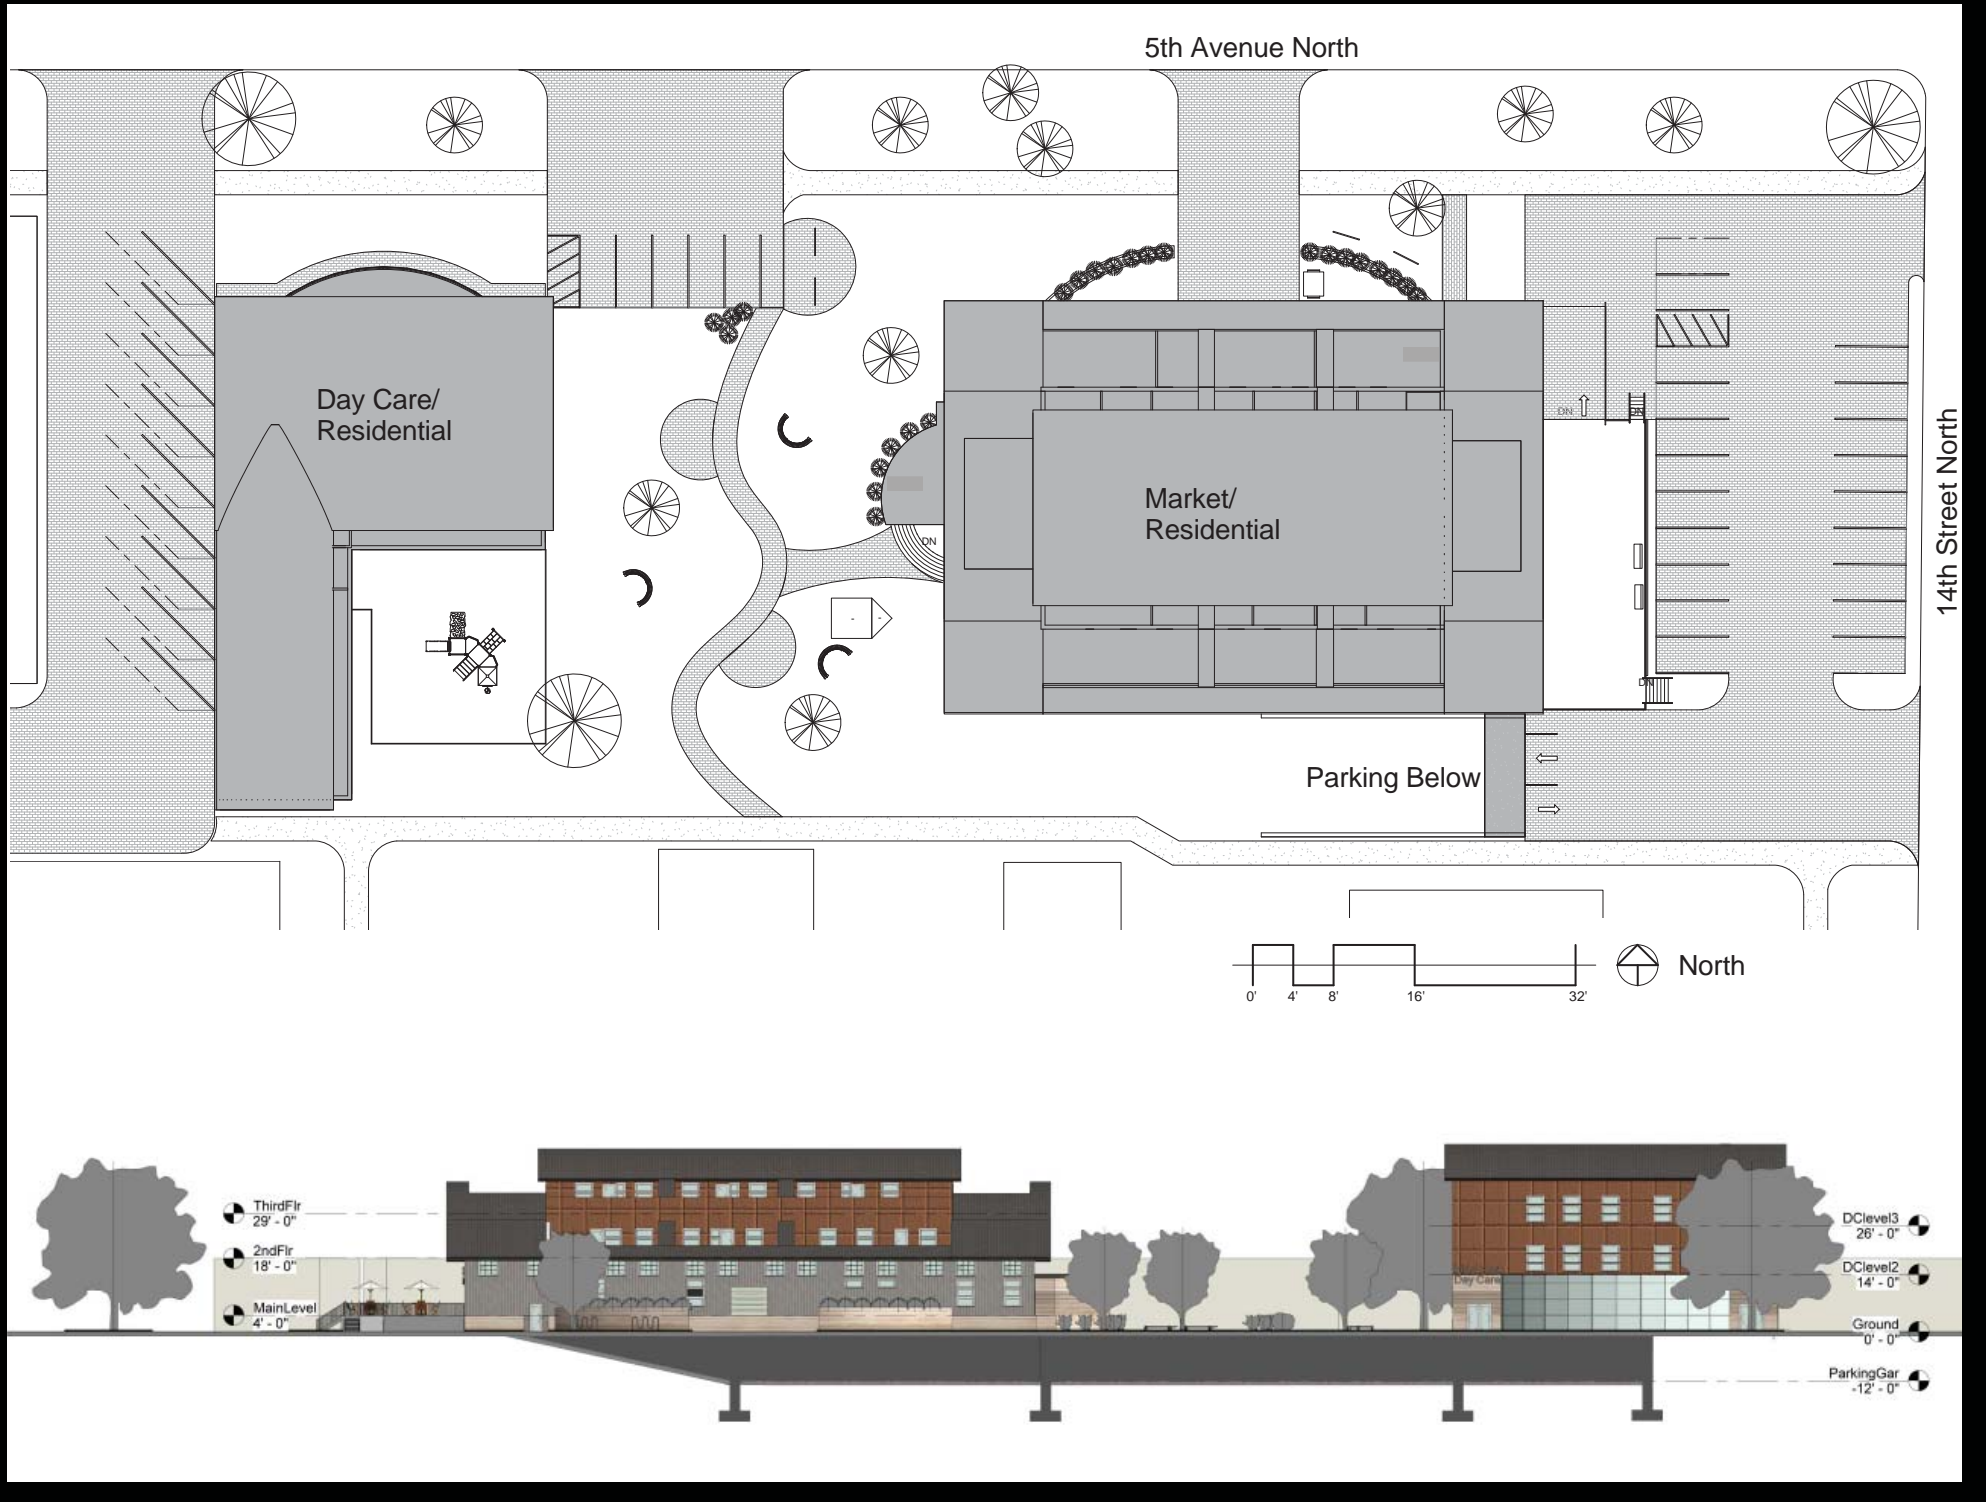 5th Avenue North
Day Care/
Residential
Market/
Residential
DN
DN
DN
DN
14th Street North
Parking Below
0'
4'
8'
16'
32'
North
ThirdFlr
29' - 0"
2ndFlr
18' - 0"
MainLevel
4' - 0"
Day Care
DClevel3
26' - 0"
DClevel2
14' - 0"
Ground
0' - 0"
ParkingGar
-12' - 0"